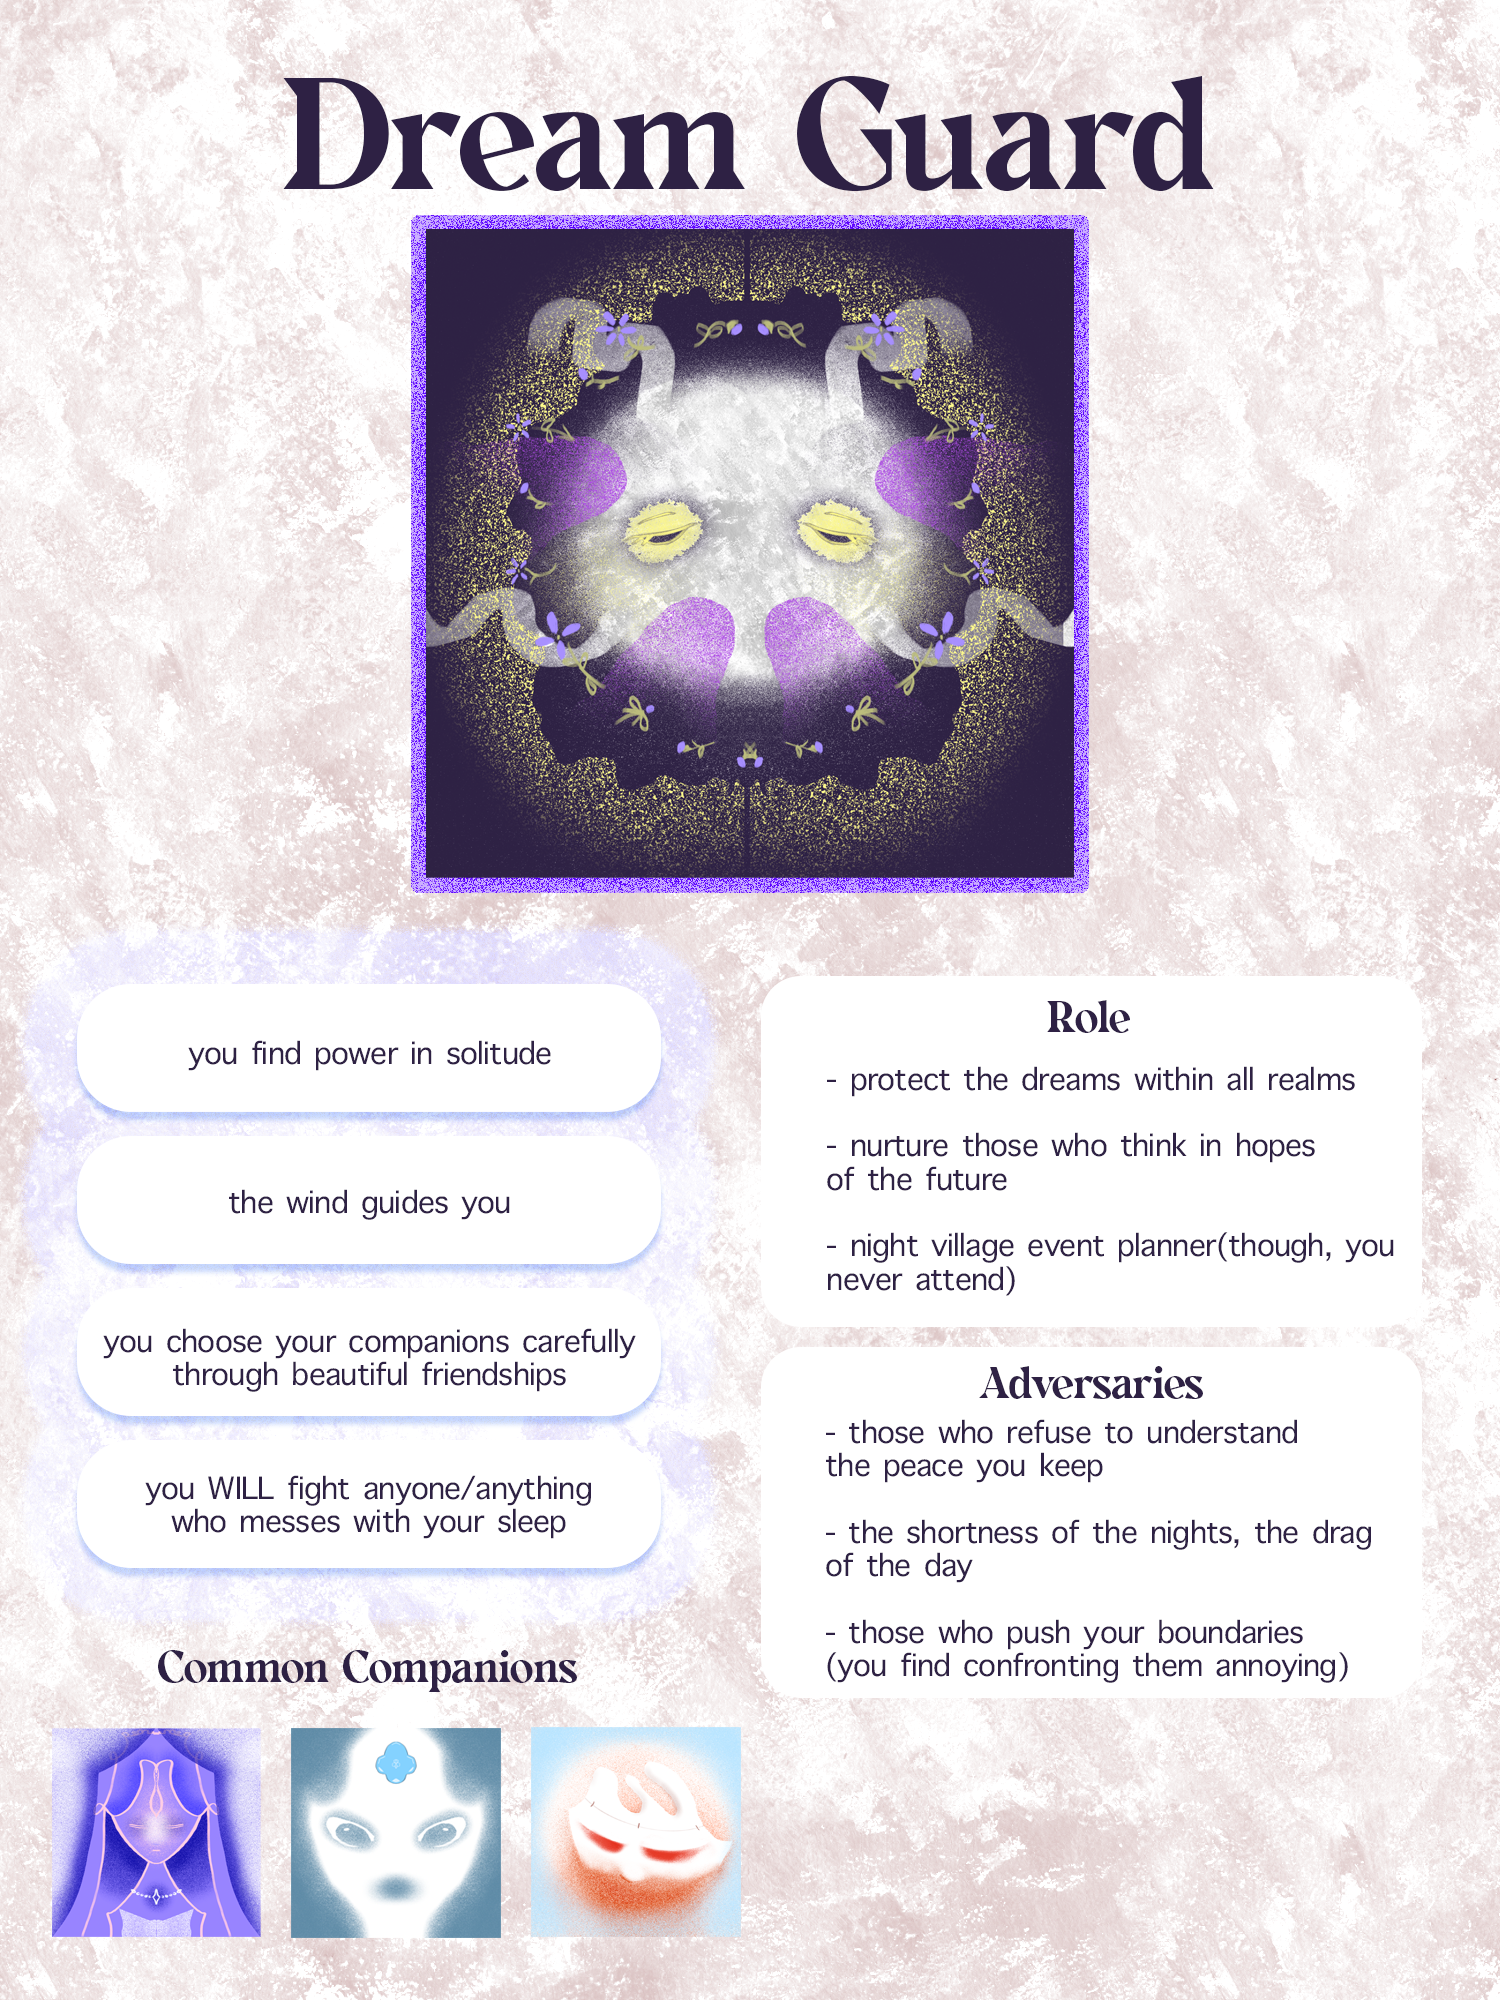 Dream Guard
you find power in solitude
the wind guides you
you choose your companions carefully
through beautiful friendships
you WILL fight anyone/anything
who messes with your sleep
Common Companions
Role
- protect the dreams within all realms
- nurture those who think in hopes
of the future
- night village event planner(though, you
never attend)
Adversaries
- those who refuse to understand
the peace you keep
- the shortness of the nights, the drag
of the day
- those who push your boundaries
(you find confronting them annoying)